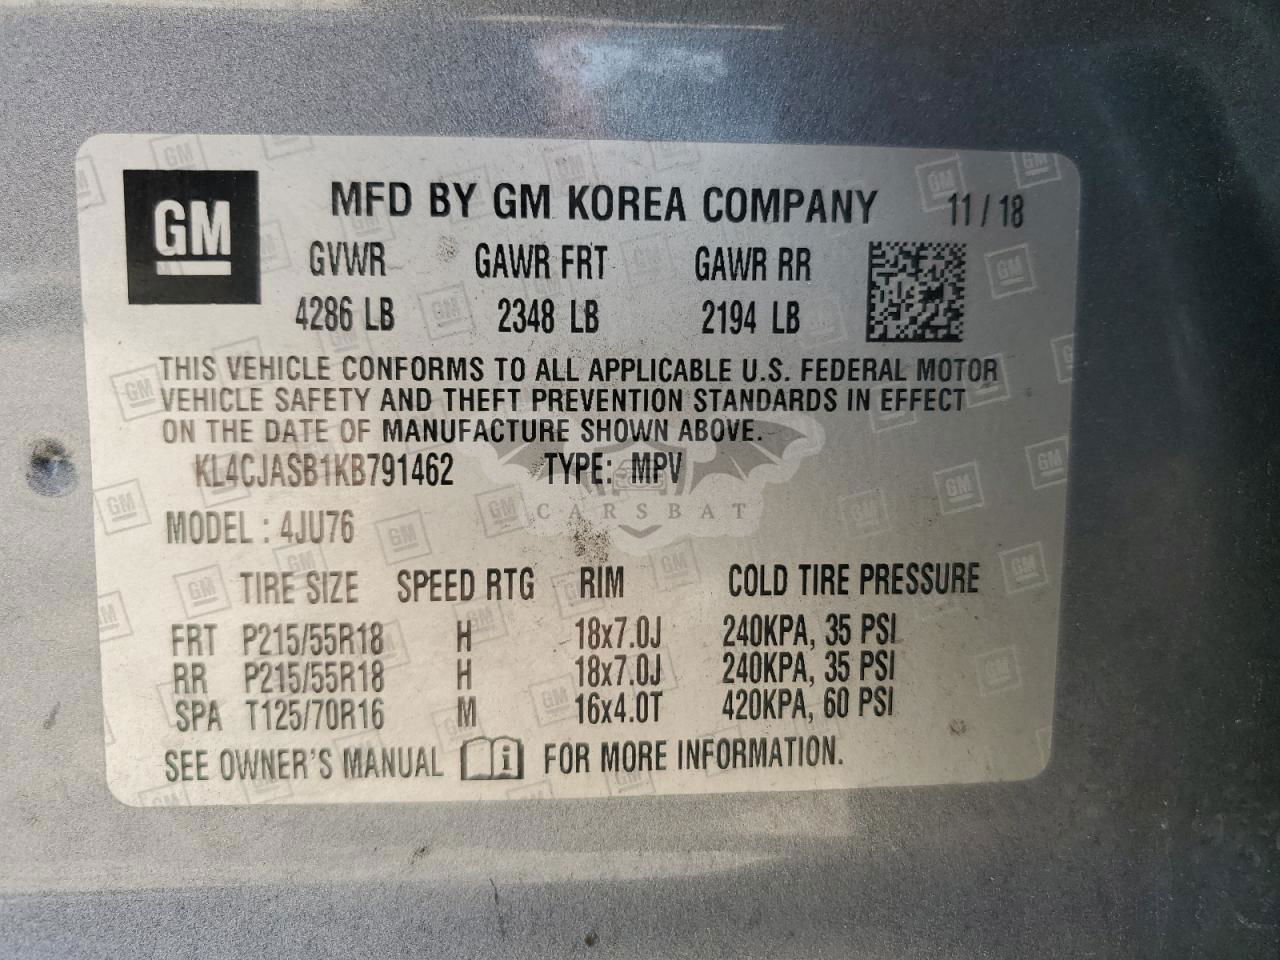 GM
MFD BY GM KOREA COMPANY 11/18
GVWR GAWR FRT GAWR RR
4286 LB 2348 LB 2194 LB
THIS VEHICLE CONFORMS TO ALL APPLICABLE U.S. FEDERAL MOTOR
VEHICLE SAFETY AND THEFT PREVENTION STANDARDS IN EFFECT
ON THE DATE OF MANUFACTURE SHOWN ABOVE.
KL4CJASB1KB791462 TYPE: MPV
CARSBAT
MODEL : 4JU76
TIRE SIZE SPEED RTG RIM COLD TIRE PRESSURE
FRT P215/55R18 H 18x7.0J 240KPA, 35 PSI
RR P215/55R18 H 18x7.0J 240KPA, 35 PSI
SPA T125/70R16 M 16x4.0T 420KPA, 60 PSI
SEE OWNER'S MANUAL i FOR MORE INFORMATION.